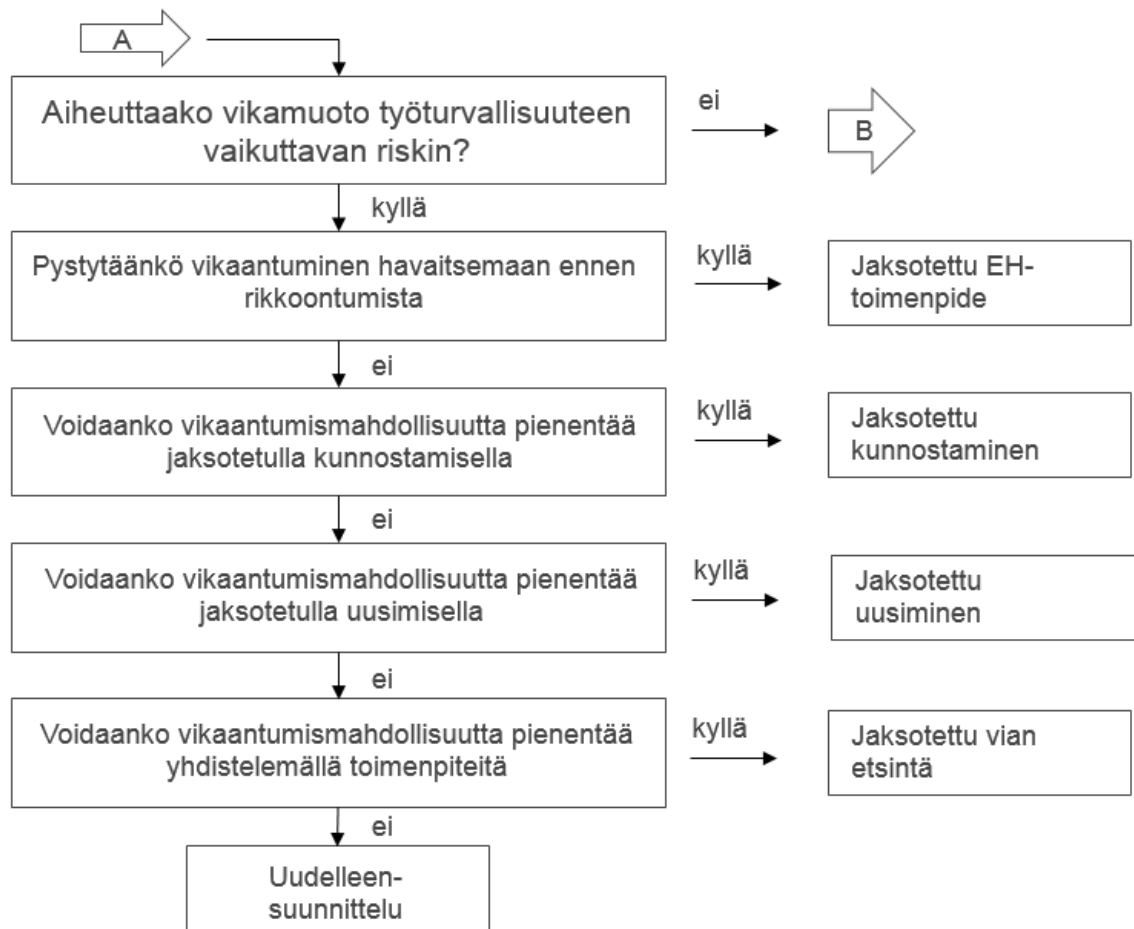 A
Aiheuttaako vikamuoto työturvallisuuteen
vaikuttavan riskin?
ei
B
kyllä
Pystytäänkö vikaantuminen havaitsemaan ennen
rikkoontumista
kyllä
Jaksotettu EH-
toimenpide
ei
Voidaanko vikaantumismahdollisuutta pienentää
jaksotetulla kunnostamisella
kyllä
Jaksotettu
kunnostaminen
ei
Voidaanko vikaantumismahdollisuutta pienentää
jaksotetulla uusimisella
kyllä
Jaksotettu
uusiminen
ei
Voidaanko vikaantumismahdollisuutta pienentää
yhdistelemällä toimenpiteitä
kyllä
Jaksotettu vian
etsintä
ei
Uudelleen-
suunnittelu